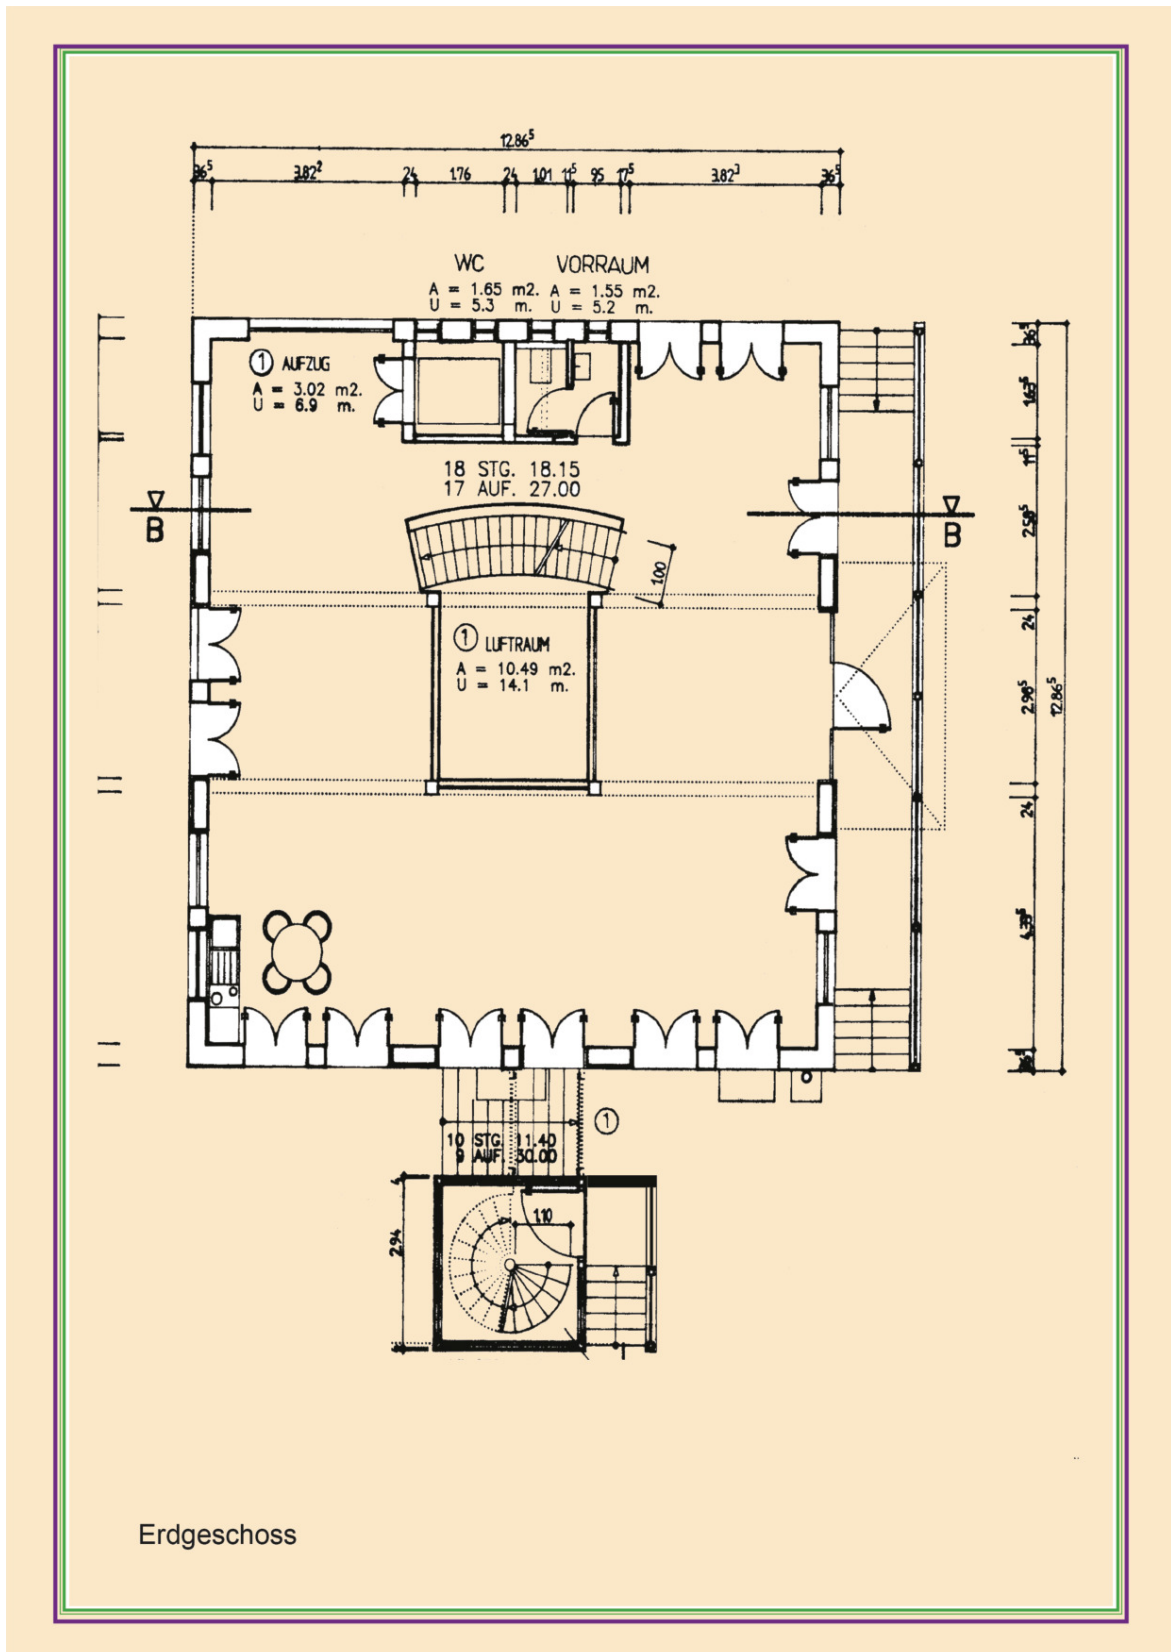 12.86⁵
36⁵ 3.82² 24 1.76 24 1.01 11⁵ 95 17⁵ 3.82³ 36⁵
WC VORRAUM
A = 1.65 m2. A = 1.55 m2.
U = 5.3 m. U = 5.2 m.
1 AUFZUG
A = 3.02 m2.
U = 6.9 m.
18 STG. 18.15
17 AUF. 27.00
B B
100
1 LUFTRAUM
A = 10.49 m2.
U = 14.1 m.
36⁵
1.63⁵
11⁵
2.58⁵
24
2.98⁵
12.86⁵
24
4.39⁵
36⁵
1
10 STG. 11.40
9 AUF. 30.00
4
2.94
1.10
Erdgeschoss